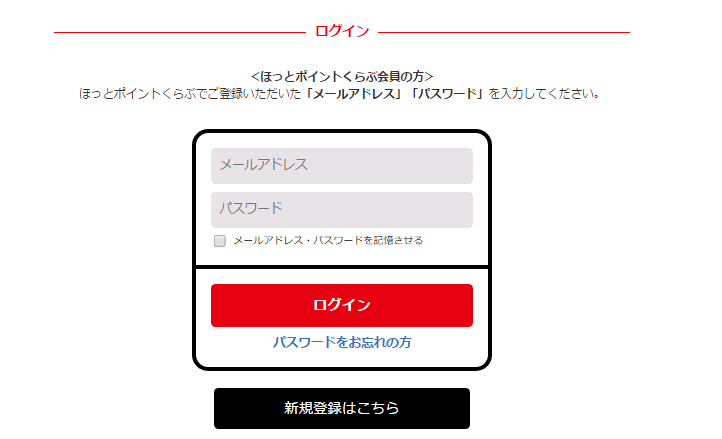 ログイン
＜ほっとポイントくらぶ会員の方＞
ほっとポイントくらぶでご登録いただいた「メールアドレス」「パスワード」を入力してください。
メールアドレス
パスワード
メールアドレス・パスワードを記憶させる
ログイン
パスワードをお忘れの方
新規登録はこちら